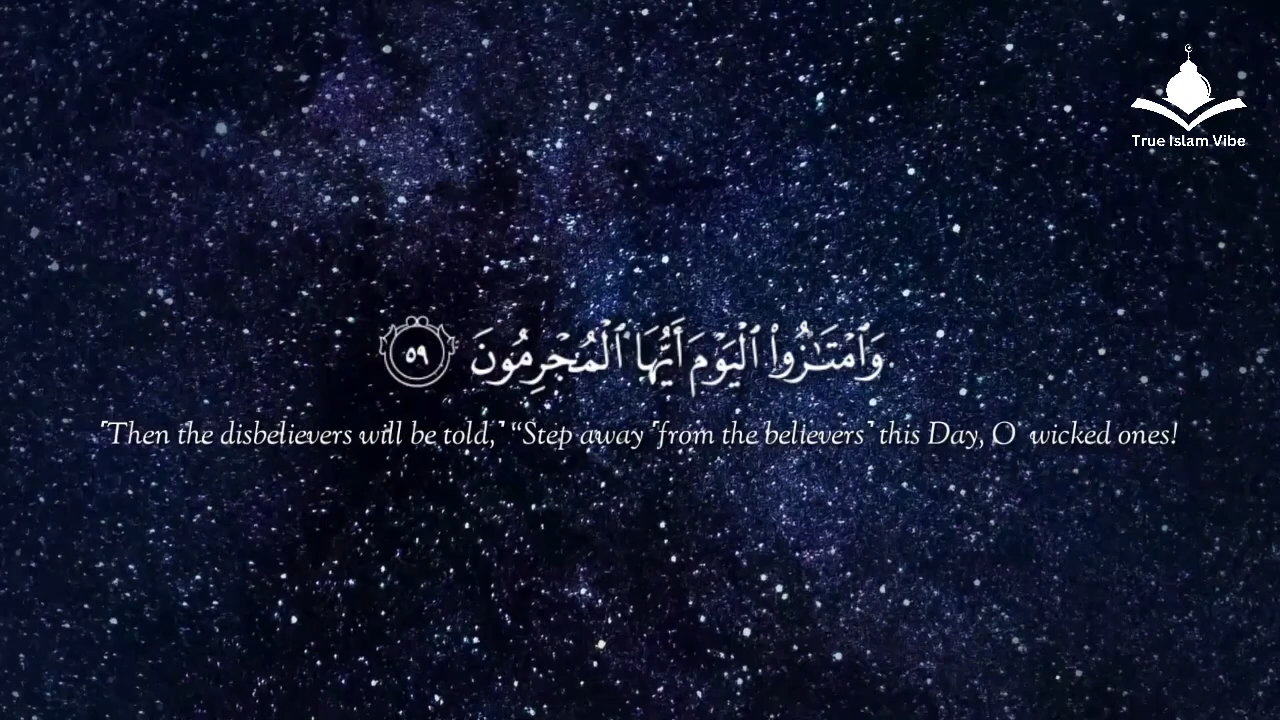 True Islam Vibe
وَٱمْتَـٰزُوا۟ ٱلْيَوْمَ أَيُّهَا ٱلْمُجْرِمُونَ ٥٩
˹Then the disbelievers will be told,˺ “Step away ˹from the believers˺ this Day, O wicked ones!